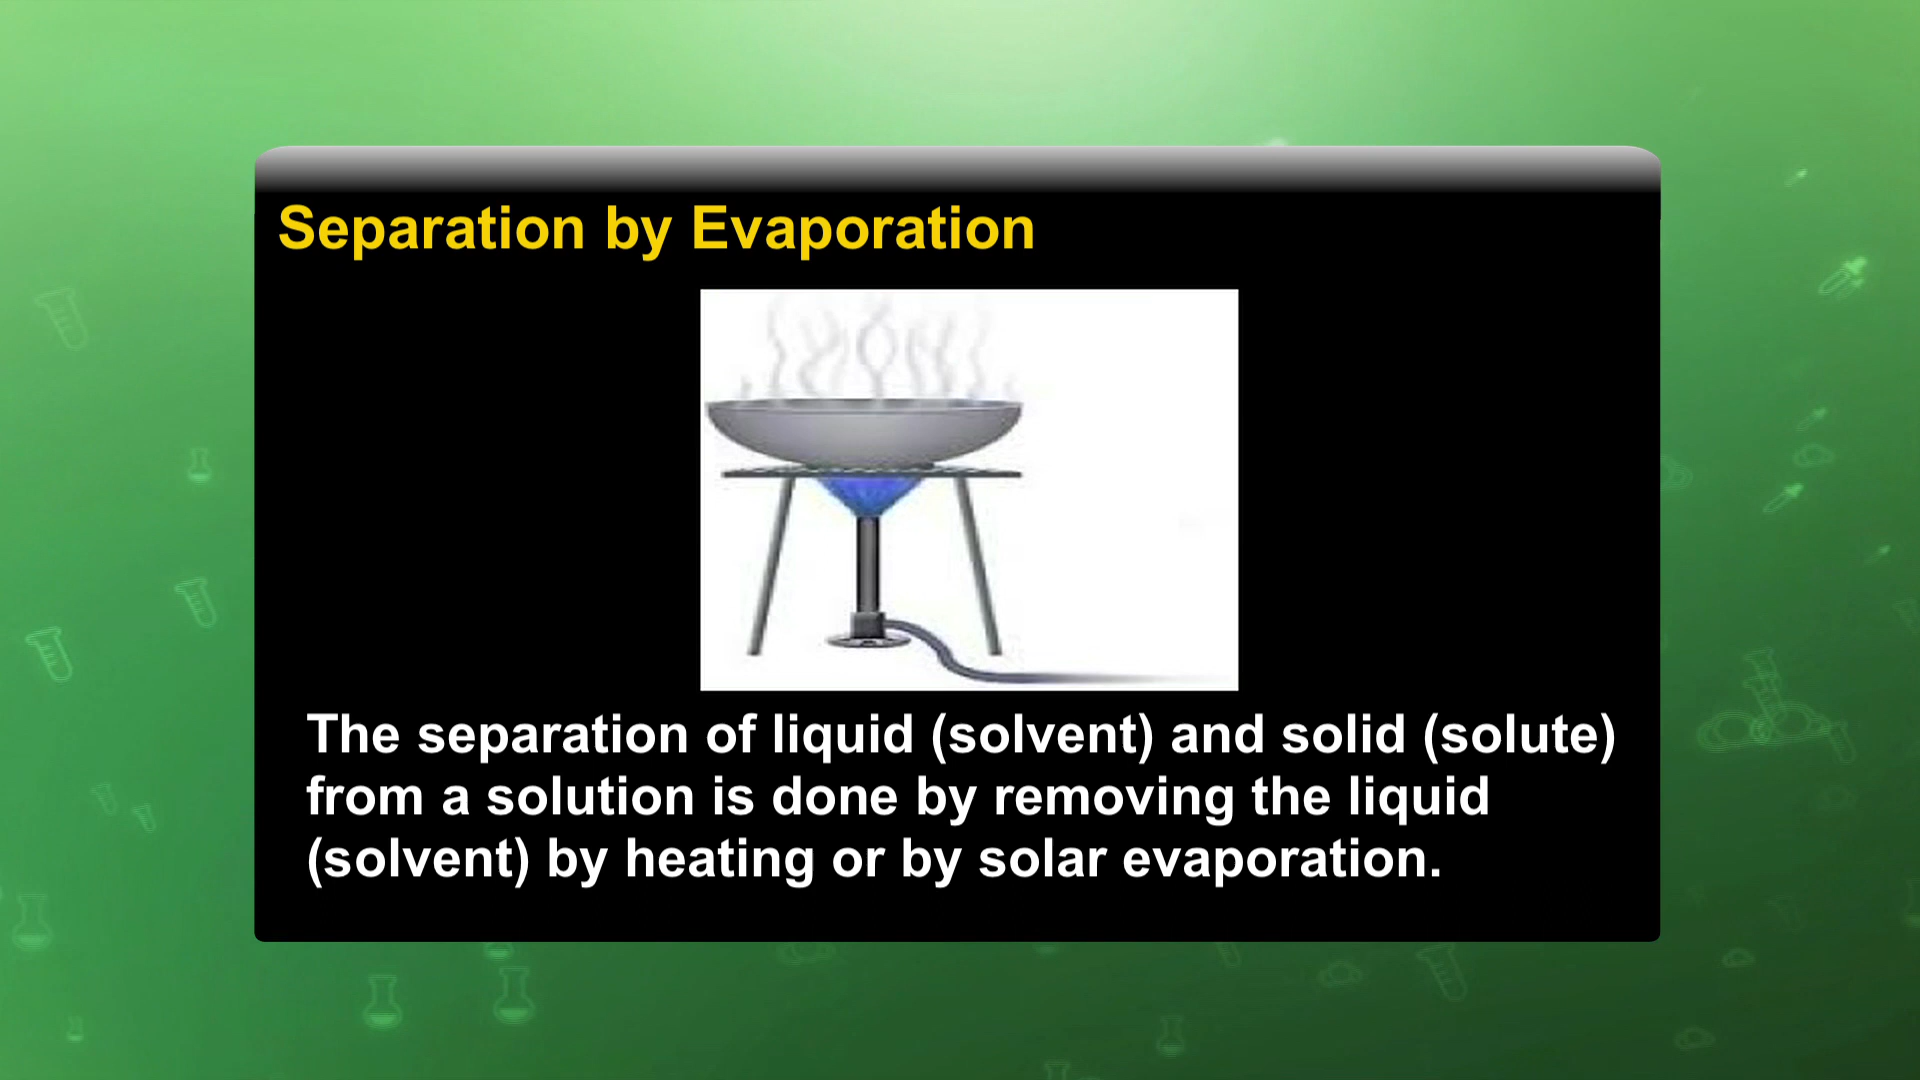 Separation by Evaporation
The separation of liquid (solvent) and solid (solute)
from a solution is done by removing the liquid
(solvent) by heating or by solar evaporation.